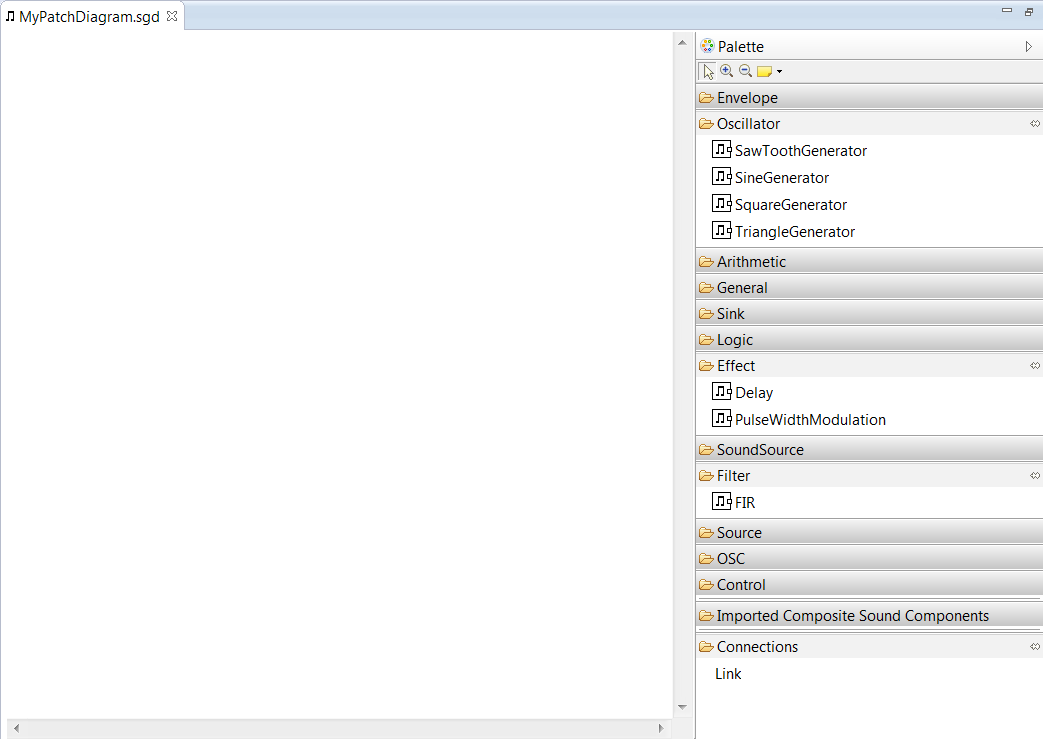 MyPatchDiagram.sgd
Palette
Envelope
Oscillator
SawToothGenerator
SineGenerator
SquareGenerator
TriangleGenerator
Arithmetic
General
Sink
Logic
Effect
Delay
PulseWidthModulation
SoundSource
Filter
FIR
Source
OSC
Control
Imported Composite Sound Components
Connections
Link